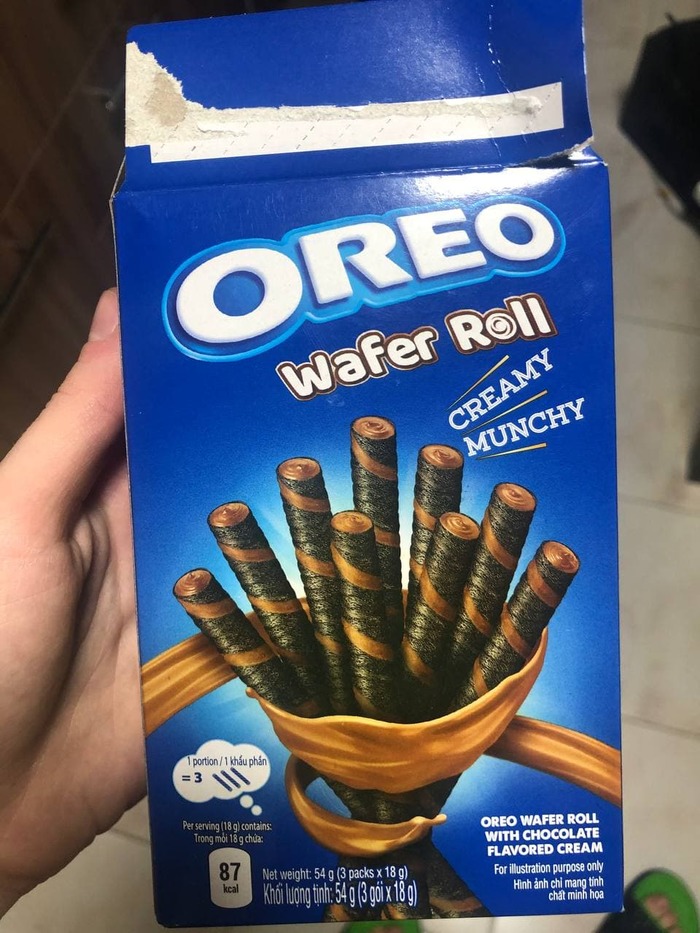 OREO
Wafer Roll
CREAMY
MUNCHY
1 portion / 1 khẩu phần
= 3
Per serving (18 g) contains:
Trong mỗi 18 g chứa:
87
kcal
Net weight: 54 g (3 packs x 18 g)
Khối lượng tịnh: 54 g (3 gói x 18 g)
OREO WAFER ROLL
WITH CHOCOLATE
FLAVORED CREAM
For illustration purpose only
Hình ảnh chỉ mang tính
chất minh họa